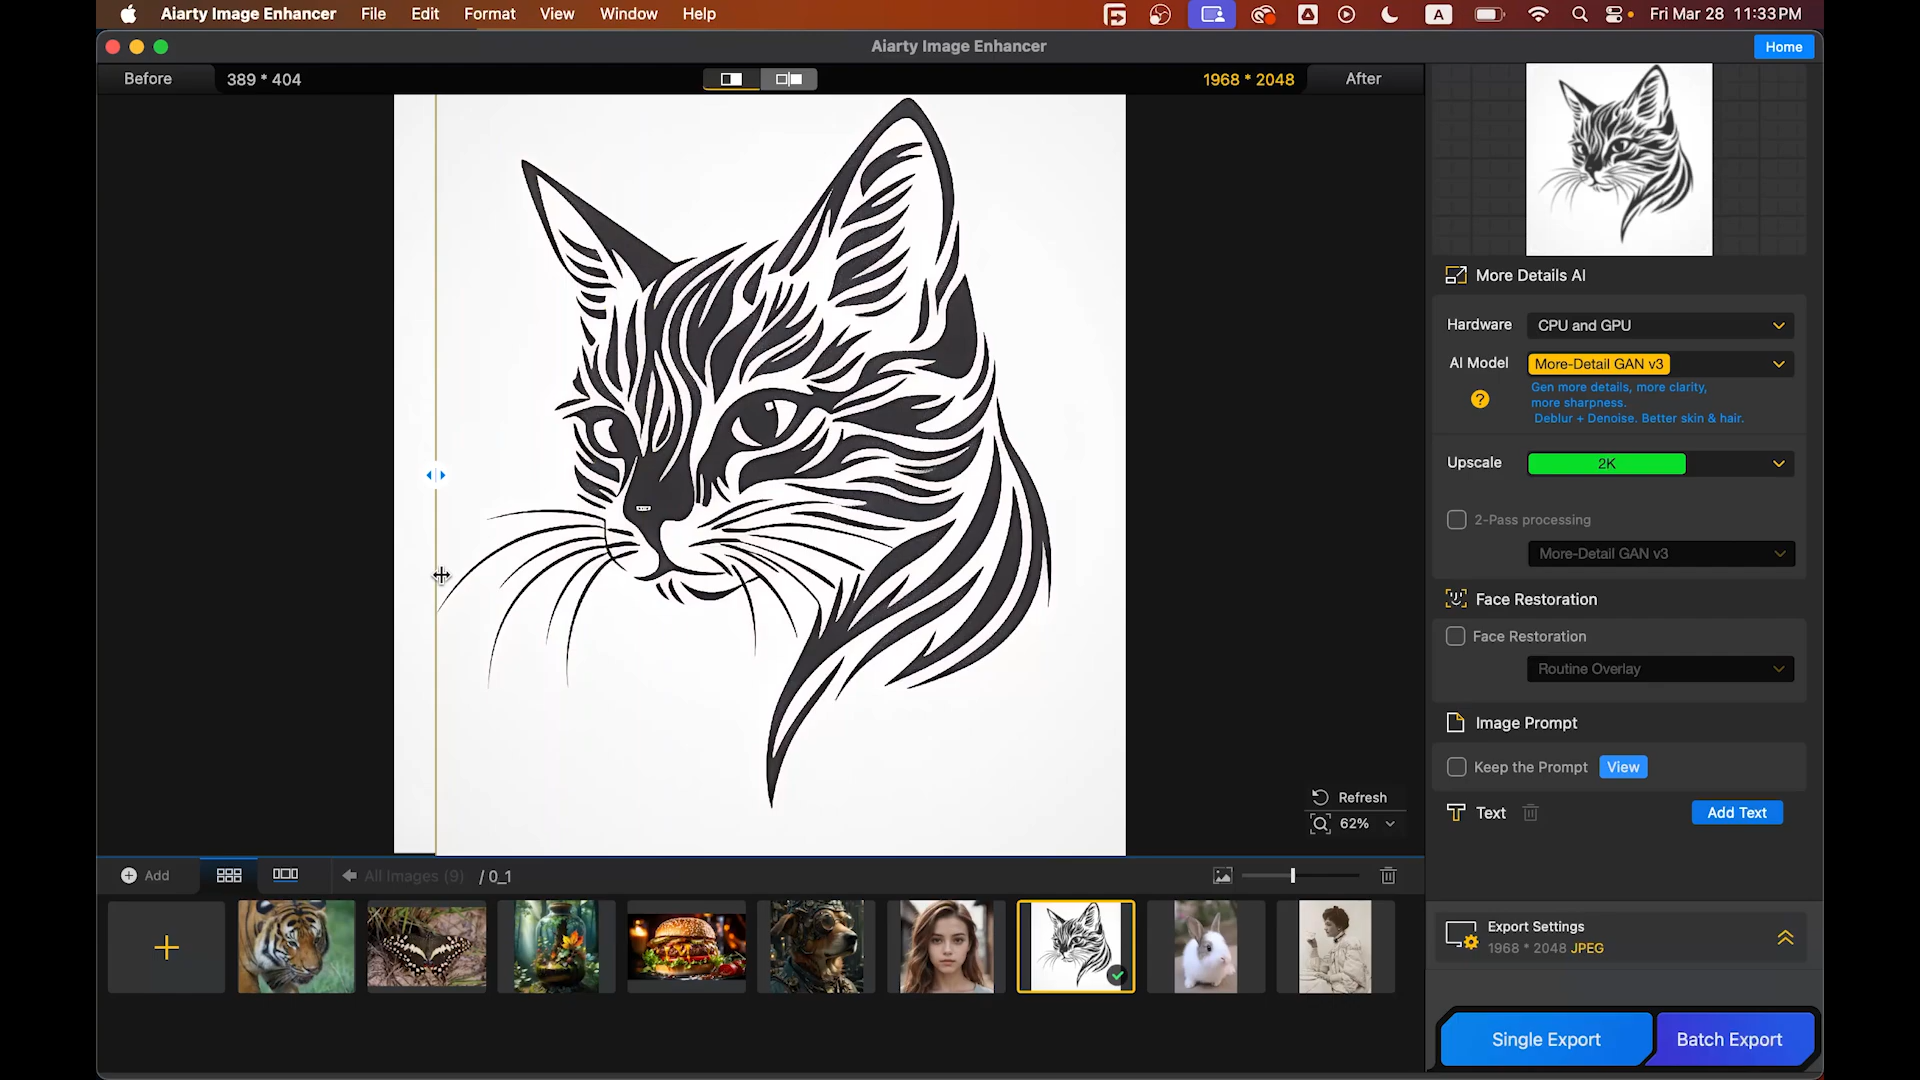 Aiarty Image Enhancer File Edit Format View Window Help A Fri Mar 28 11:33 PM
Aiarty Image Enhancer
Home
Before 389 * 404 1968 * 2048 After
More Details AI
Hardware CPU and GPU
AI Model More-Detail GAN v3
? Gen more details, more clarity,
more sharpness.
Deblur + Denoise. Better skin & hair.
Upscale 2K
2-Pass processing
More-Detail GAN v3
Face Restoration
Face Restoration
Routine Overlay
Image Prompt
Keep the Prompt View
Text Add Text
Refresh
62%
Add All Images (9) / 0_1
Export Settings
1968 * 2048 JPEG
Single Export Batch Export